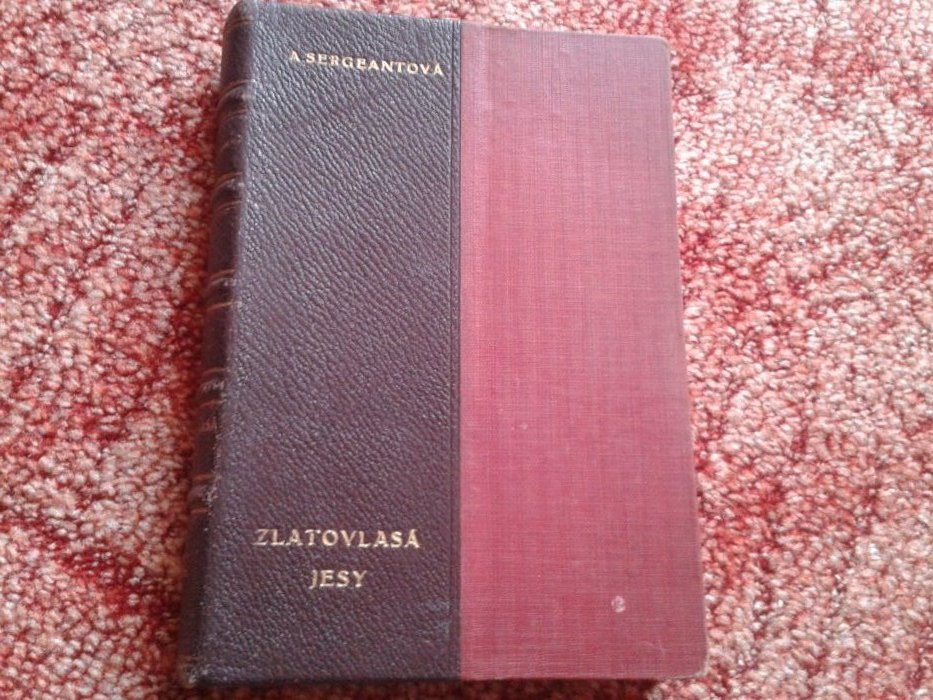 A SERGEANTOVÁ
ZLATOVLASÁ
JESY